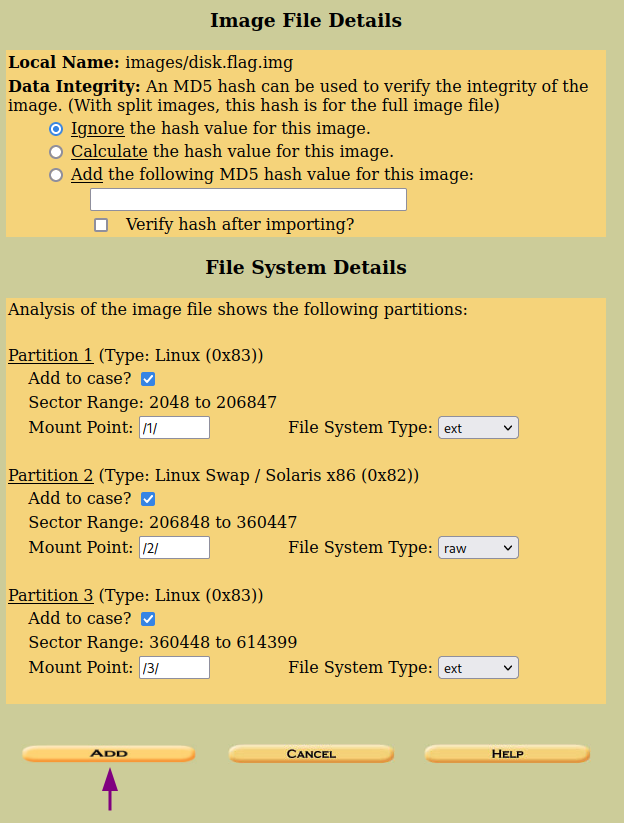 Image File Details
Local Name: images/disk.flag.img
Data Integrity: An MD5 hash can be used to verify the integrity of the
image. (With split images, this hash is for the full image file)
Ignore the hash value for this image.
Calculate the hash value for this image.
Add the following MD5 hash value for this image:
Verify hash after importing?
File System Details
Analysis of the image file shows the following partitions:
Partition 1 (Type: Linux (0x83))
Add to case?
Sector Range: 2048 to 206847
Mount Point: /1/ File System Type: ext
Partition 2 (Type: Linux Swap / Solaris x86 (0x82))
Add to case?
Sector Range: 206848 to 360447
Mount Point: /2/ File System Type: raw
Partition 3 (Type: Linux (0x83))
Add to case?
Sector Range: 360448 to 614399
Mount Point: /3/ File System Type: ext
ADD CANCEL HELP